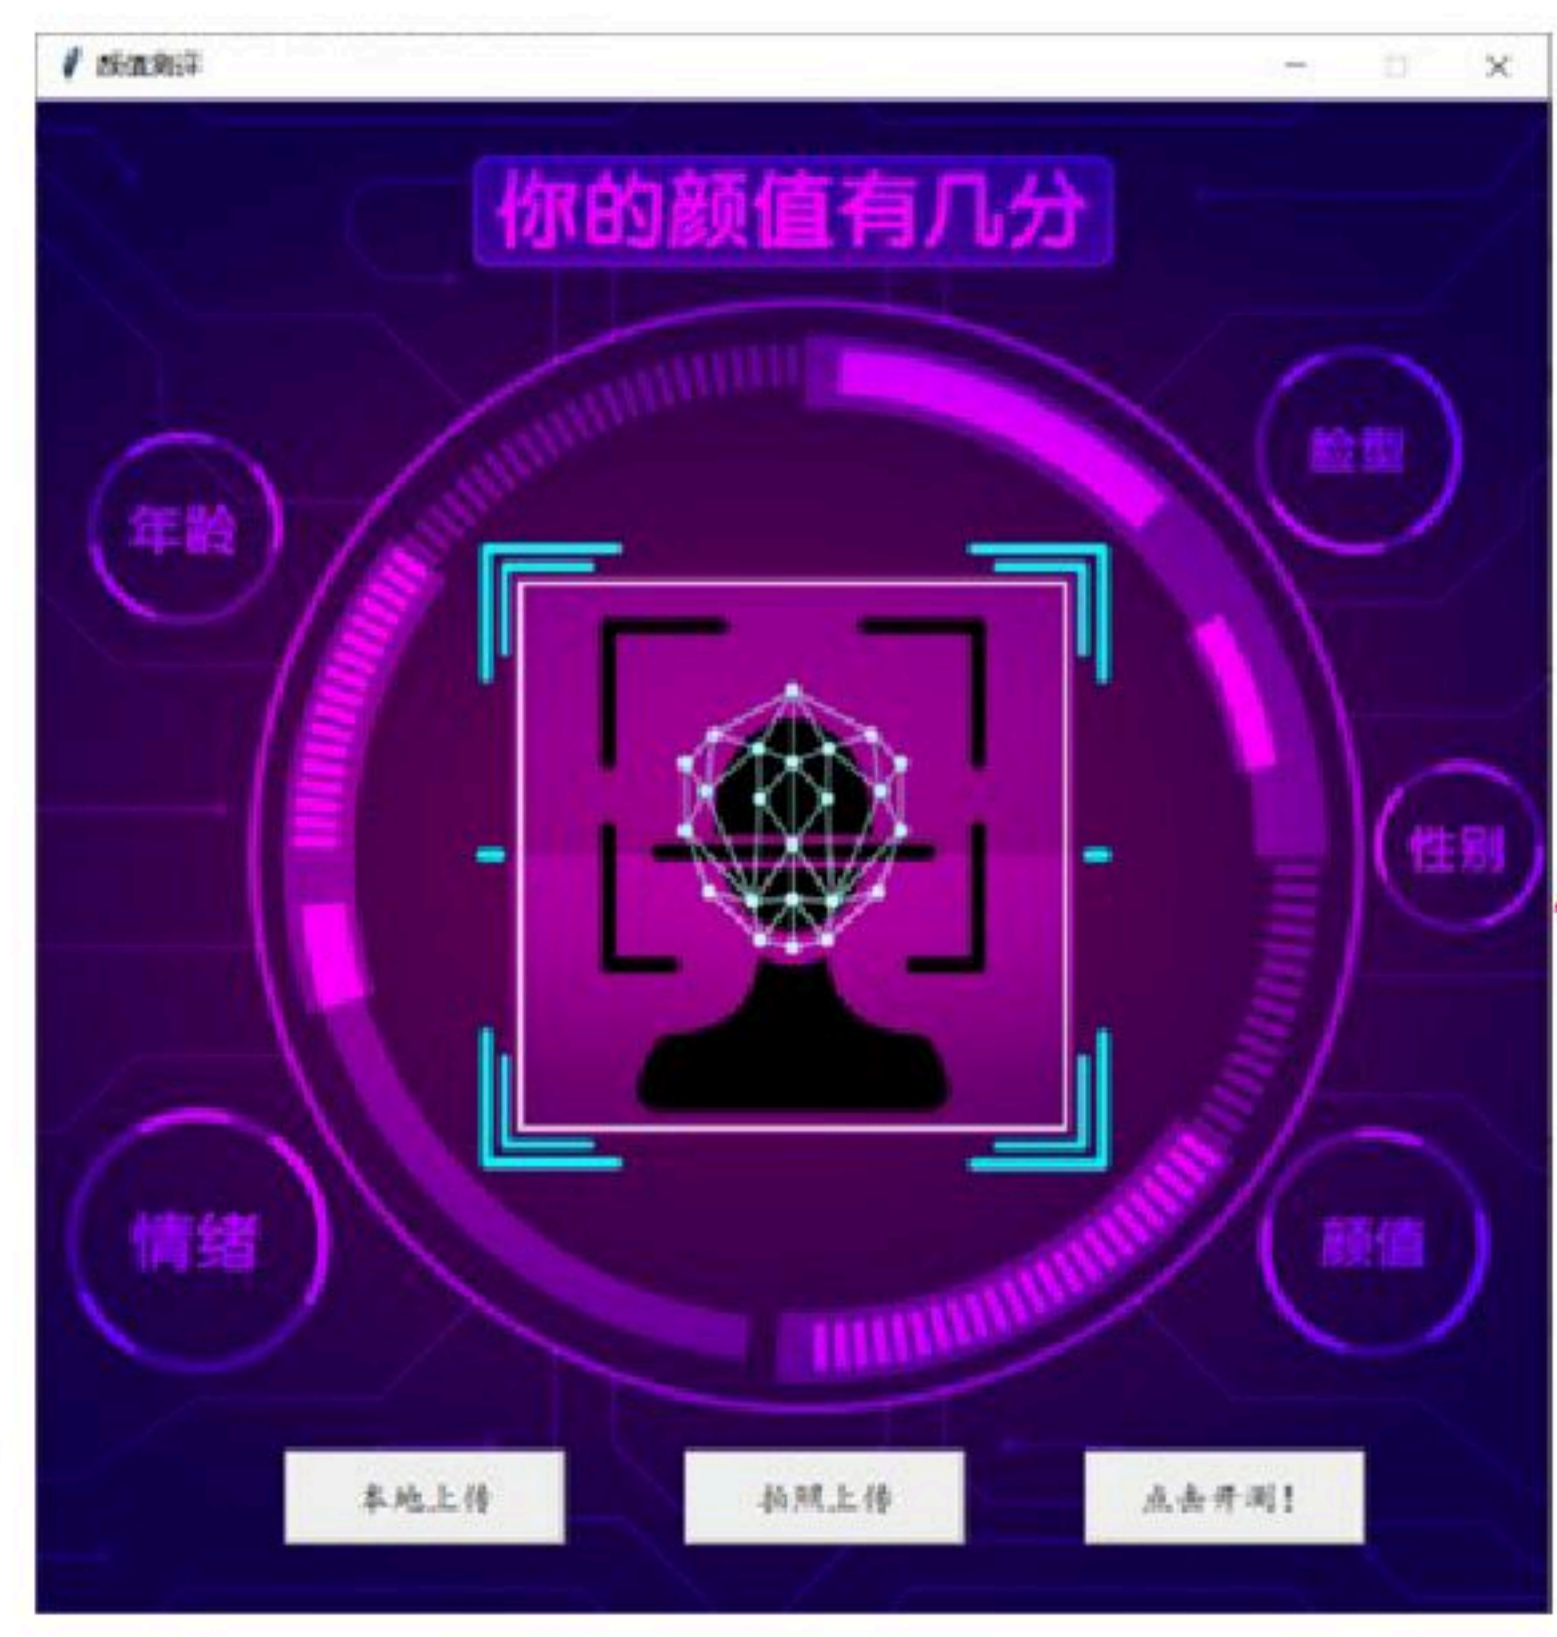 颜值测评
你的颜值有几分
脸型
年龄
性别
情绪
颜值
本地上传
拍照上传
点击开测！